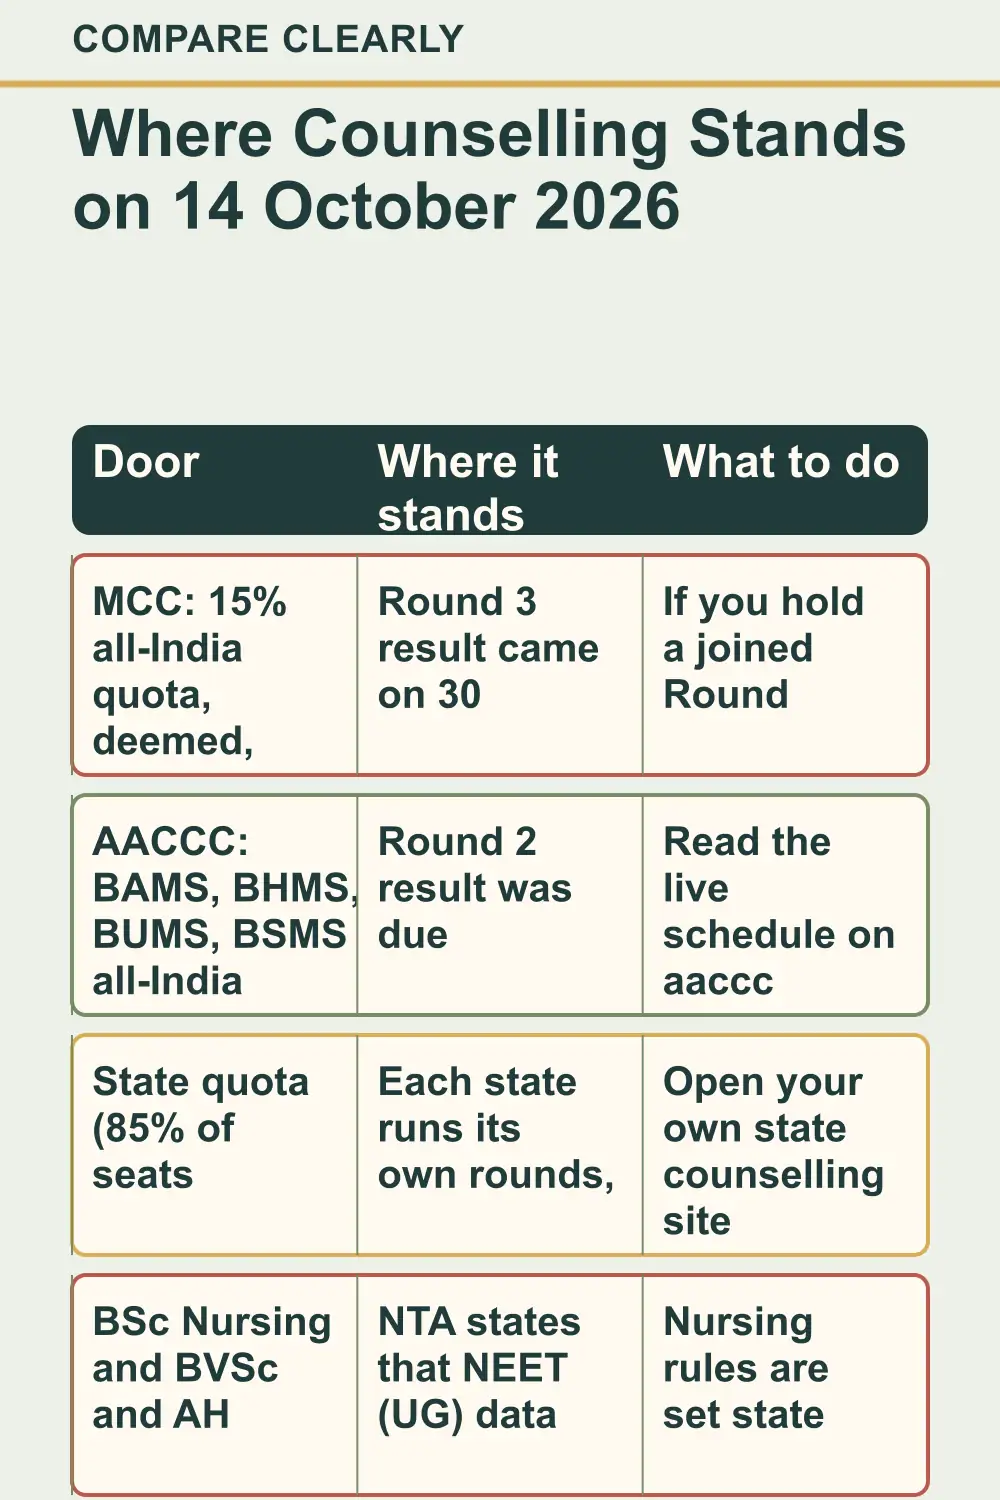 COMPARE CLEARLY
Where Counselling Stands
on 14 October 2026
Door
Where it
stands
What to do
MCC: 15%
all-India
quota,
deemed,
Round 3
result came
on 30
If you hold
a joined
Round
AACCC:
BAMS, BHMS,
BUMS, BSMS
all-India
Round 2
result was
due
Read the
live
schedule on
aaccc
State quota
(85% of
seats
Each state
runs its
own rounds,
Open your
own state
counselling
site
BSc Nursing
and BVSc
and AH
NTA states
that NEET
(UG) data
Nursing
rules are
set state